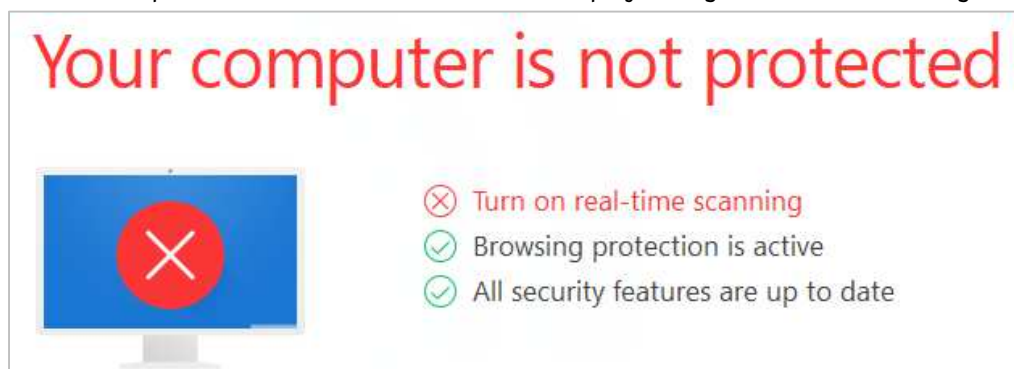 Your computer is not protected
Turn on real-time scanning
Browsing protection is active
All security features are up to date